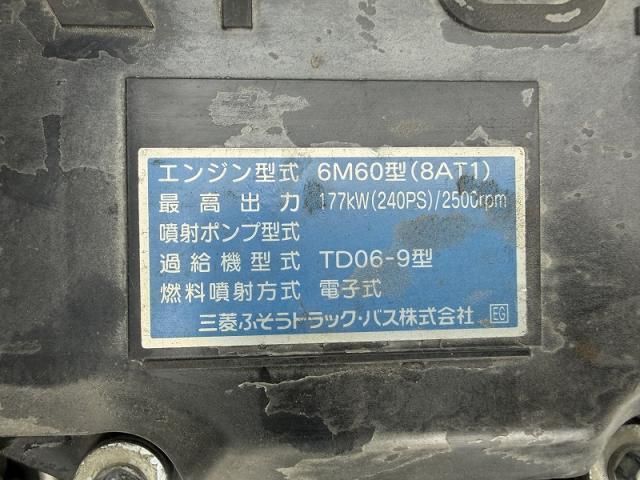 エンジン型式 6M60型(8AT1)
最高出力 177kW(240PS)/2500rpm
噴射ポンプ型式
過給機型式 TD06-9型
燃料噴射方式 電子式
三菱ふそうトラック・バス株式会社 EG